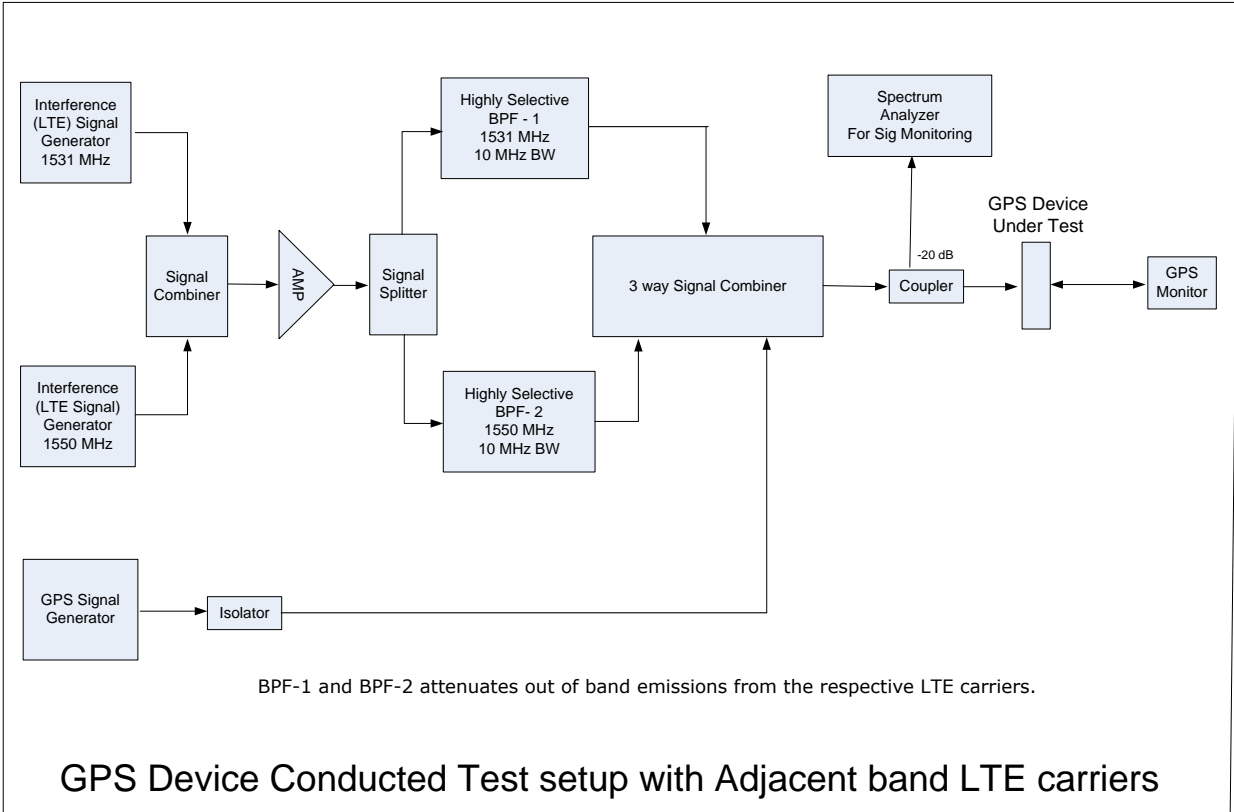 Interference
(LTE) Signal
Generator
1531 MHz
Highly Selective
BPF - 1
1531 MHz
10 MHz BW
Spectrum
Analyzer
For Sig Monitoring
GPS Device
Under Test
Signal
Combiner
AMP
Signal
Splitter
3 way Signal Combiner
-20 dB
Coupler
GPS
Monitor
Interference
(LTE Signal)
Generator
1550 MHz
Highly Selective
BPF- 2
1550 MHz
10 MHz BW
GPS Signal
Generator
Isolator
BPF-1 and BPF-2 attenuates out of band emissions from the respective LTE carriers.
GPS Device Conducted Test setup with Adjacent band LTE carriers